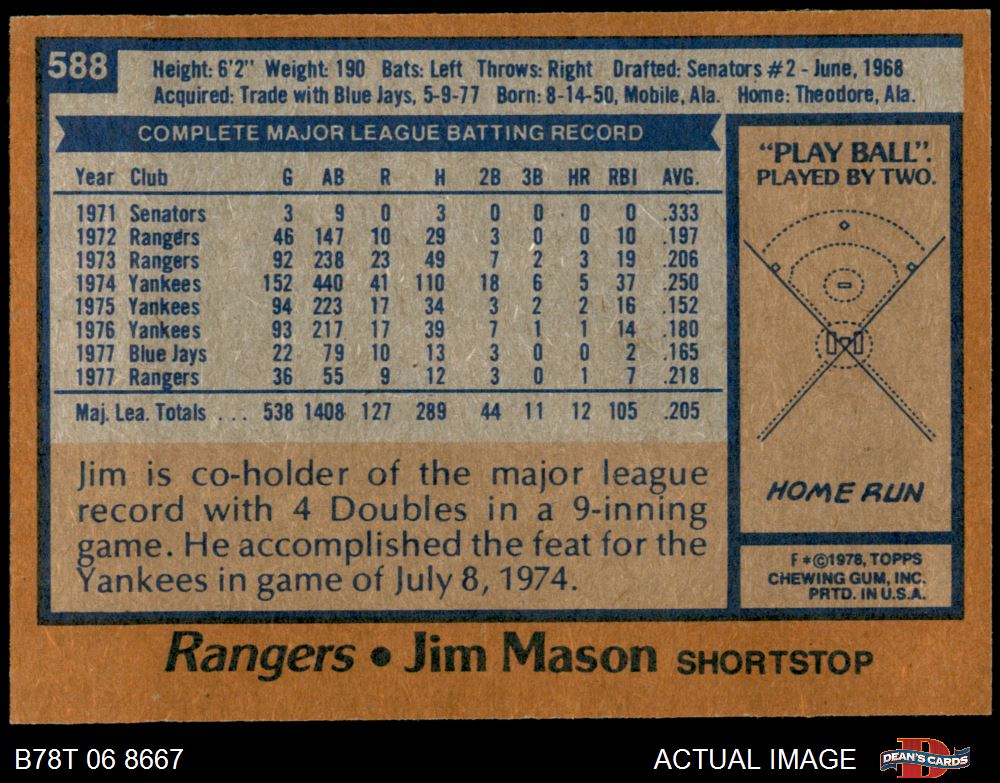 588
Height: 6'2" Weight: 190 Bats: Left Throws: Right Drafted: Senators #2 - June, 1968
Acquired: Trade with Blue Jays, 5-9-77 Born: 8-14-50, Mobile, Ala. Home: Theodore, Ala.
COMPLETE MAJOR LEAGUE BATTING RECORD
Year Club G AB R H 2B 3B HR RBI AVG.
1971 Senators 3 9 0 3 0 0 0 0 .333
1972 Rangers 46 147 10 29 3 0 0 10 .197
1973 Rangers 92 238 23 49 7 2 3 19 .206
1974 Yankees 152 440 41 110 18 6 5 37 .250
1975 Yankees 94 223 17 34 3 2 2 16 .152
1976 Yankees 93 217 17 39 7 1 1 14 .180
1977 Blue Jays 22 79 10 13 3 0 0 2 .165
1977 Rangers 36 55 9 12 3 0 1 7 .218
Maj. Lea. Totals . . . 538 1408 127 289 44 11 12 105 .205
Jim is co-holder of the major league
record with 4 Doubles in a 9-inning
game. He accomplished the feat for the
Yankees in game of July 8, 1974.
"PLAY BALL".
PLAYED BY TWO.
HOME RUN
F*©1978, TOPPS
CHEWING GUM, INC.
PRTD. IN U.S.A.
Rangers • Jim Mason SHORTSTOP
B78T 06 8667
ACTUAL IMAGE
DEAN'S CARDS